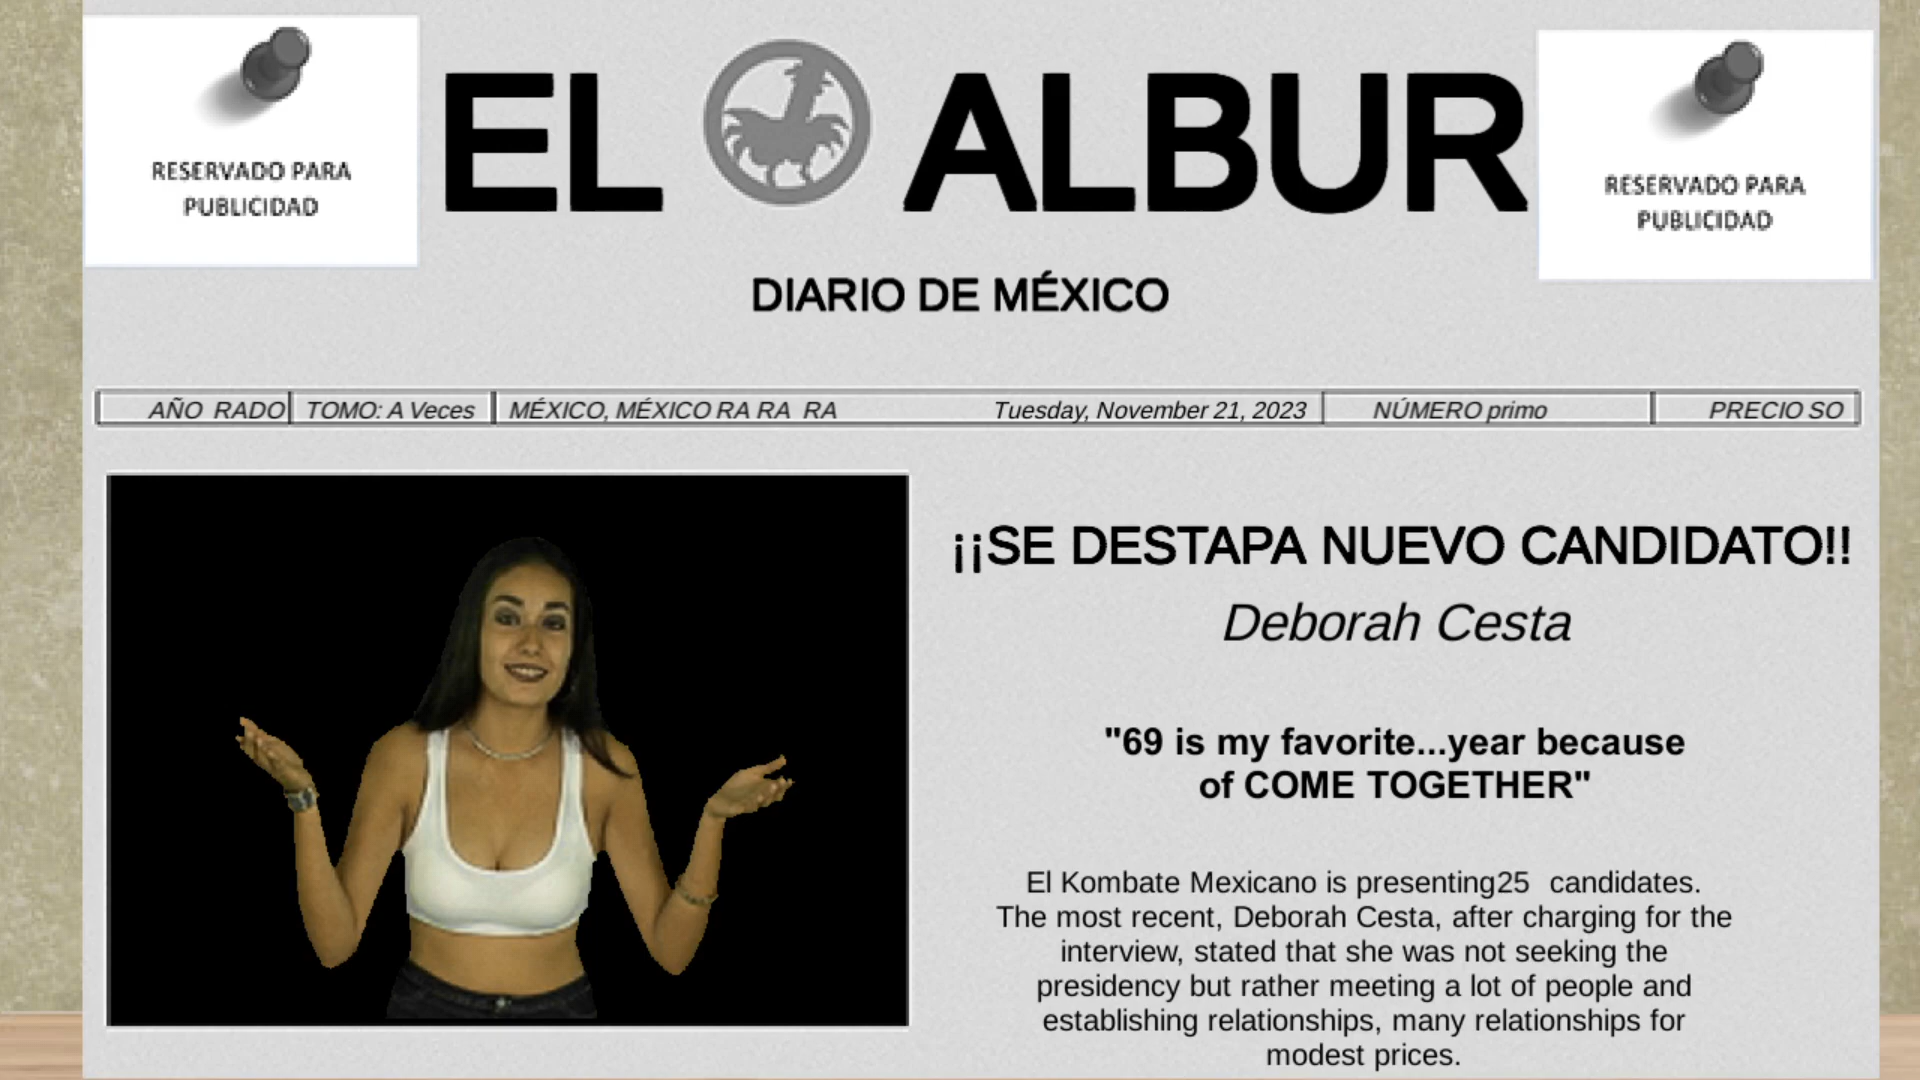 RESERVADO PARA
PUBLICIDAD
EL ALBUR
RESERVADO PARA
PUBLICIDAD
DIARIO DE MÉXICO
AÑO RADO TOMO: A Veces MÉXICO, MÉXICO RA RA RA Tuesday, November 21, 2023 NÚMERO primo PRECIO SO
¡¡SE DESTAPA NUEVO CANDIDATO!!
Deborah Cesta
"69 is my favorite...year because
of COME TOGETHER"
El Kombate Mexicano is presenting25 candidates.
The most recent, Deborah Cesta, after charging for the
interview, stated that she was not seeking the
presidency but rather meeting a lot of people and
establishing relationships, many relationships for
modest prices.